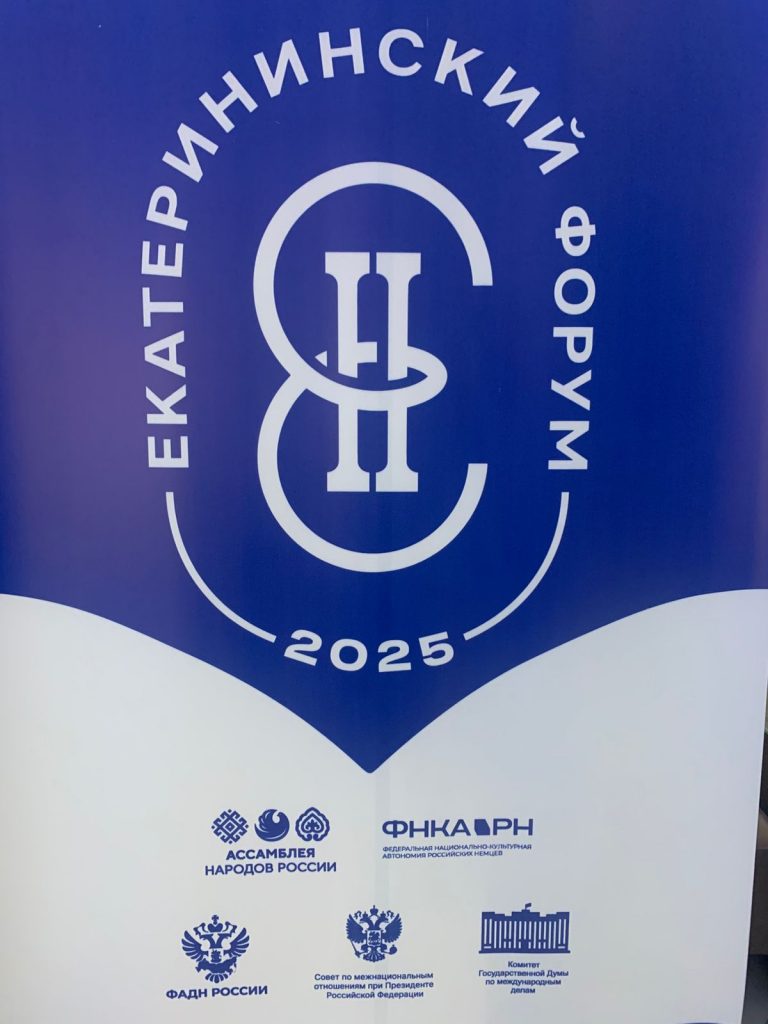 ЕКАТЕРИНИНСКИЙ ФОРУМ
II
2025
АССАМБЛЕЯ
НАРОДОВ РОССИИ
ФНКА РН
ФЕДЕРАЛЬНАЯ НАЦИОНАЛЬНО-КУЛЬТУРНАЯ
АВТОНОМИЯ РОССИЙСКИХ НЕМЦЕВ
ФАДН РОССИИ
Совет по межнациональным
отношениям при Президенте
Российской Федерации
Комитет
Государственной Думы
по международным
делам